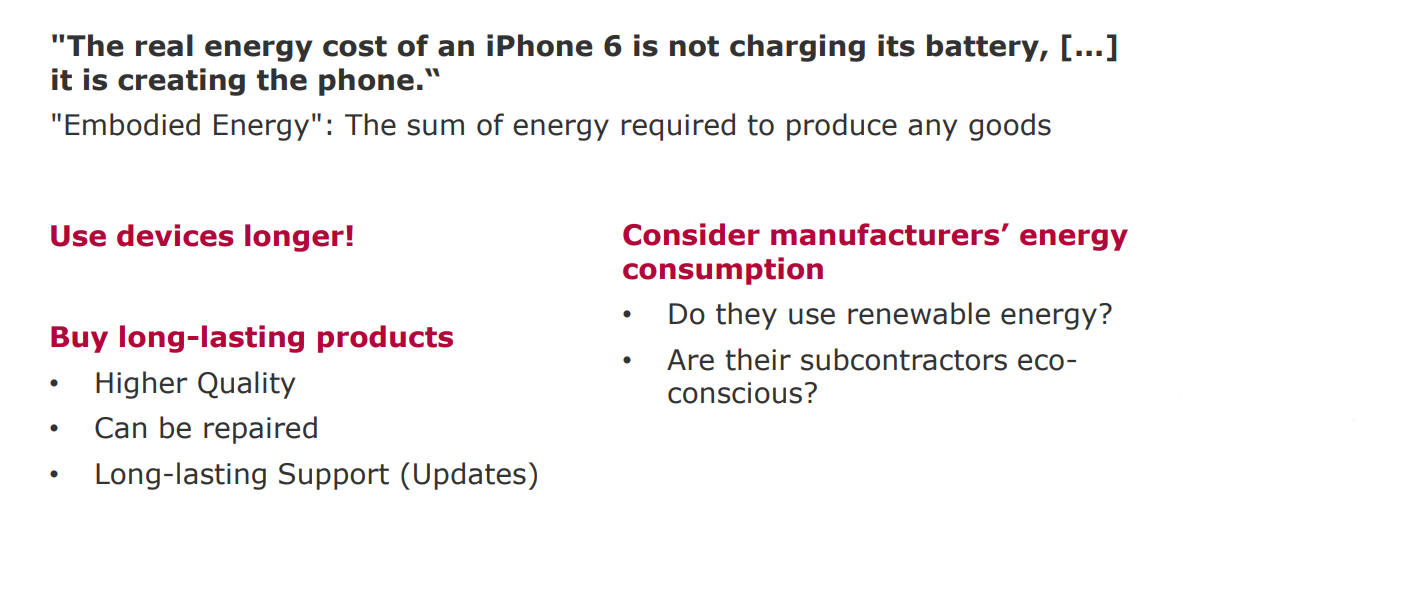 "The real energy cost of an iPhone 6 is not charging its battery, […]
it is creating the phone.‟
"Embodied Energy": The sum of energy required to produce any goods
Use devices longer!
Buy long-lasting products
• Higher Quality
• Can be repaired
• Long-lasting Support (Updates)
Consider manufacturers’ energy
consumption
• Do they use renewable energy?
• Are their subcontractors eco-
conscious?